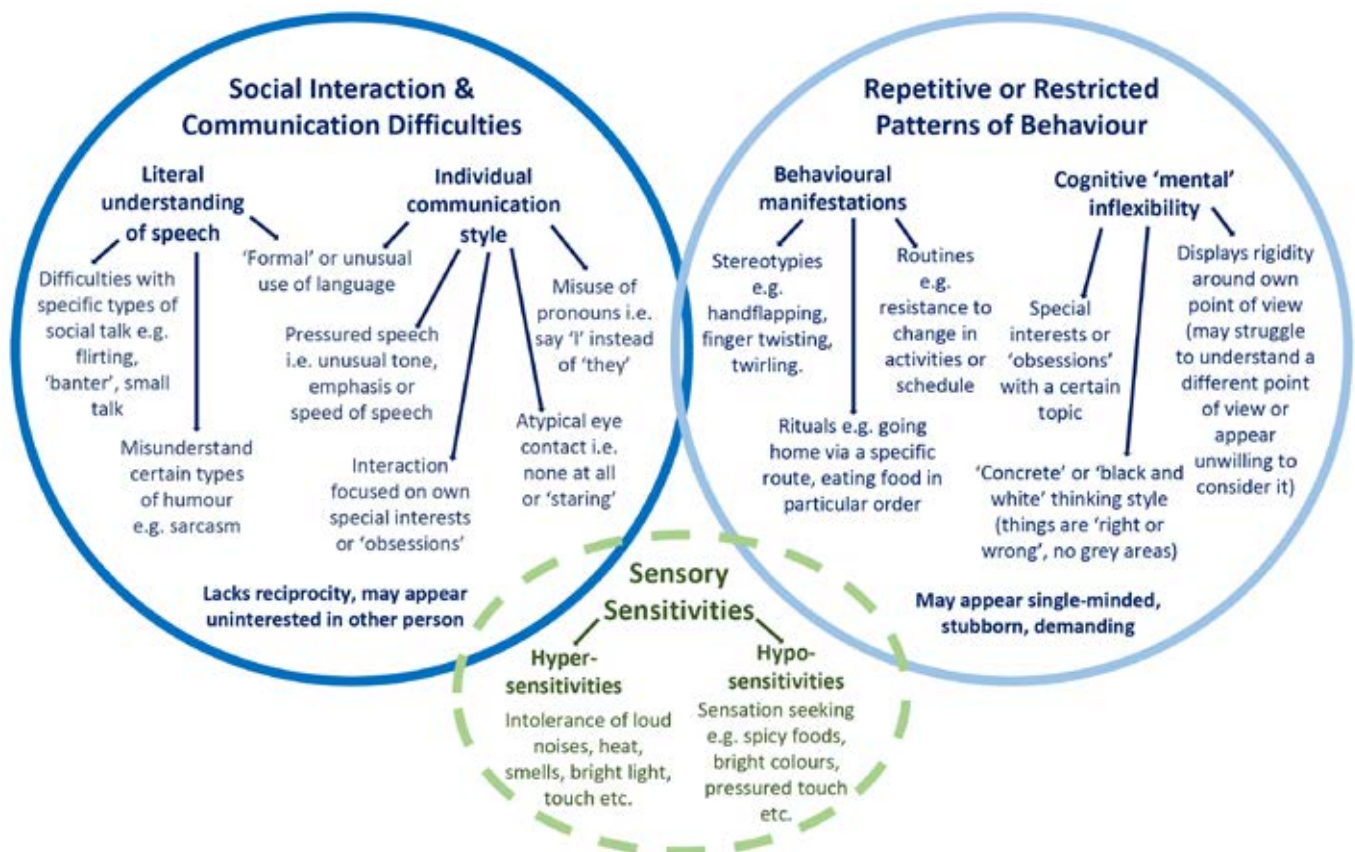 Social Interaction &
Communication Difficulties
Literal
understanding
of speech
Individual
communication
style
Difficulties with
specific types of
social talk e.g.
flirting,
‘banter’, small
talk
Misunderstand
certain types
of humour
e.g. sarcasm
‘Formal’ or unusual
use of language
Pressured speech
i.e. unusual tone,
emphasis or
speed of speech
Interaction
focused on own
special interests
or ‘obsessions’
Atypical eye
contact i.e.
none at all
or ‘staring’
Misuse of
pronouns i.e.
say ‘I’ instead
of ‘they’
Lacks reciprocity, may appear
uninterested in other person
Repetitive or Restricted
Patterns of Behaviour
Behavioural
manifestations
Cognitive ‘mental’
inflexibility
Stereotypies
e.g.
handflapping,
finger twisting,
twirling.
Rituals e.g. going
home via a specific
route, eating food in
particular order
Routines
e.g.
resistance to
change in
activities or
schedule
Special
interests or
‘obsessions’
with a certain
topic
‘Concrete’ or ‘black and
white’ thinking style
(things are ‘right or
wrong’, no grey areas)
Displays rigidity
around own
point of view
(may struggle
to understand a
different point
of view or
appear
unwilling to
consider it)
May appear single-minded,
stubborn, demanding
Sensory
Sensitivities
Hyper-
sensitivities
Intolerance of loud
noises, heat,
smells, bright light,
touch etc.
Hypo-
sensitivities
Sensation seeking
e.g. spicy foods,
bright colours,
pressured touch
etc.